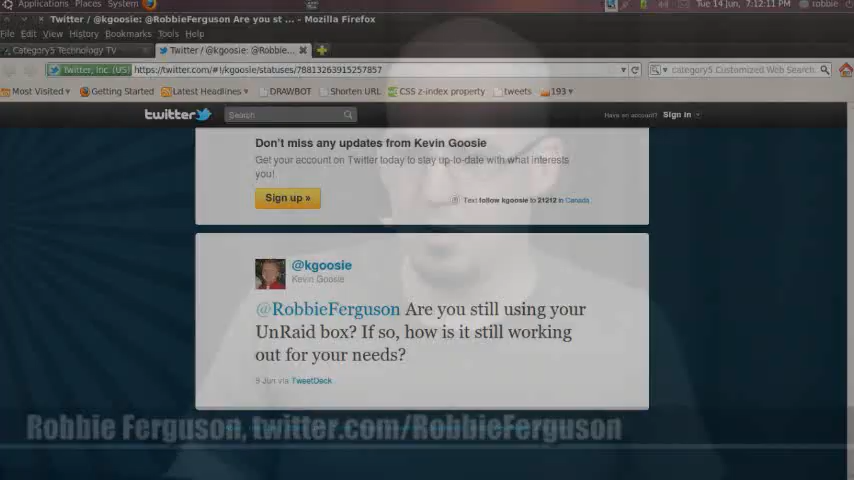 Applications Places System
Tue 14 Jun, 7:12:11 PM robbie
Twitter / @kgoosie: @RobbieFerguson Are you st ... - Mozilla Firefox
File Edit View History Bookmarks Tools Help
Category5 Technology TV
Twitter / @kgoosie: @Robbie...
Twitter, Inc. (US) https://twitter.com/#!/kgoosie/statuses/78813263915257857
category5 Customized Web Search
Most Visited Getting Started Latest Headlines DRAWBOT Shorten URL CSS z-index property tweets 193
twitter Search Have an account? Sign in
Don't miss any updates from Kevin Goosie
Get your account on Twitter today to stay up-to-date with what interests
you!
Sign up »
Text follow kgoosie to 21212 in Canada
@kgoosie
Kevin Goosie
@RobbieFerguson Are you still using your
UnRaid box? If so, how is it still working
out for your needs?
9 Jun via TweetDeck
Robbie Ferguson, twitter.com/RobbieFerguson